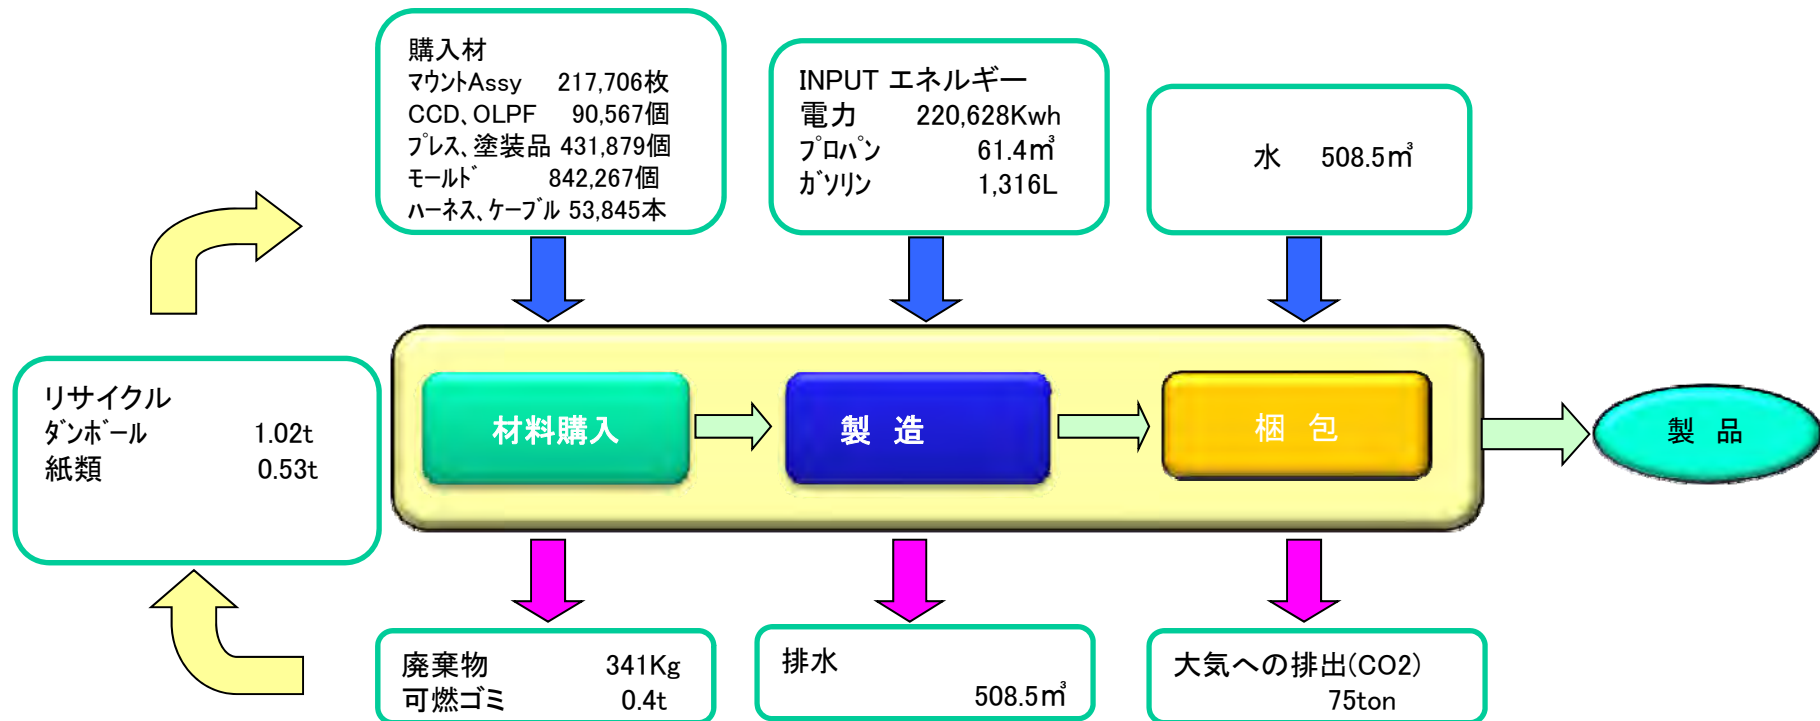 購入材
ﾏｳﾝﾄAssy 217,706枚
CCD、OLPF 90,567個
ﾌﾟﾚｽ、塗装品 431,879個
ﾓｰﾙﾄﾞ 842,267個
ﾊｰﾈｽ、ｹｰﾌﾞﾙ 53,845本
INPUT エネルギー
電力 220,628Kwh
ﾌﾟﾛﾊﾟﾝ 61.4㎥
ｶﾞｿﾘﾝ 1,316L
水 508.5㎥
リサイクル
ﾀﾞﾝﾎﾞｰﾙ 1.02t
紙類 0.53t
材料購入
製 造
梱 包
製 品
廃棄物 341Kg
可燃ゴミ 0.4t
排水
508.5㎥
大気への排出(CO2)
75ton